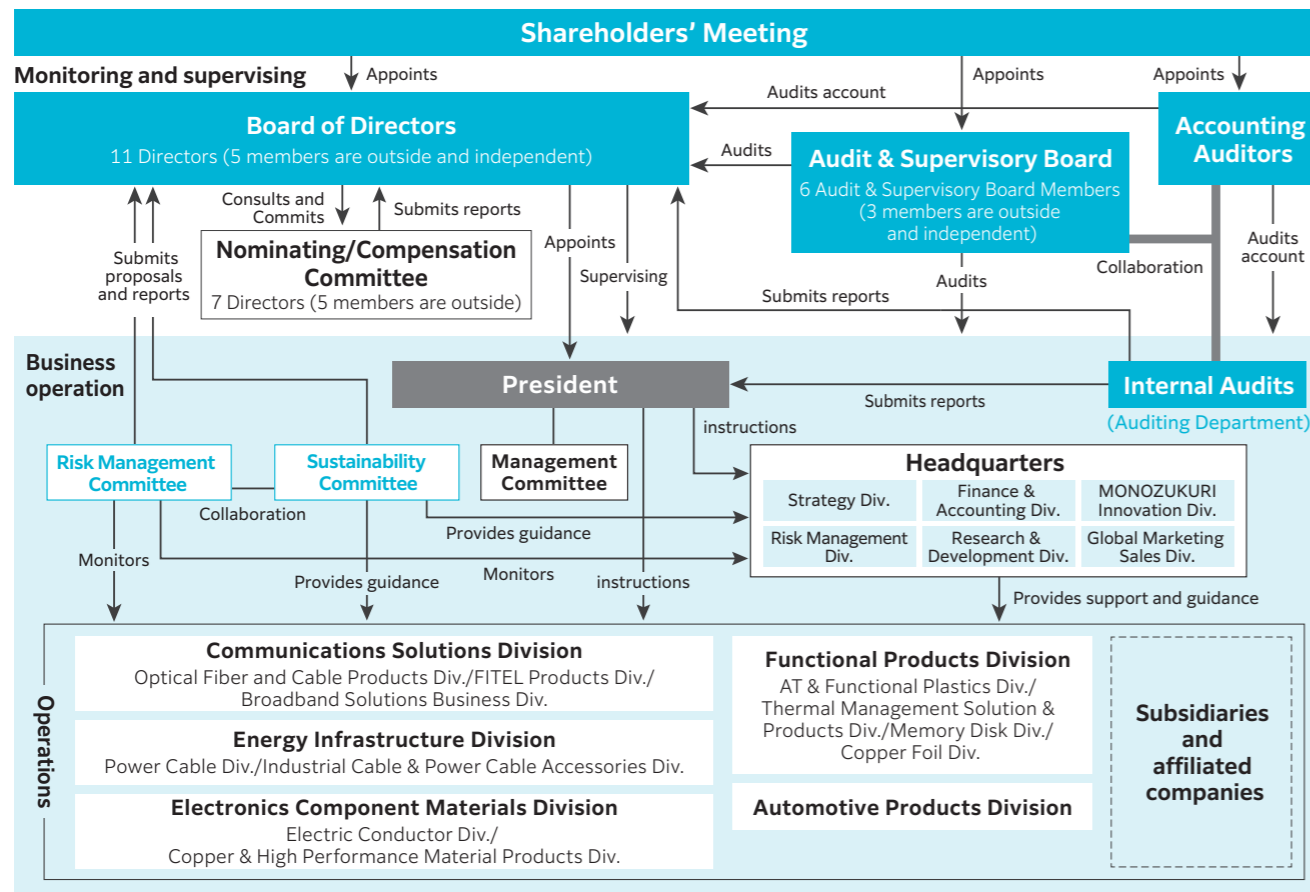 Shareholders' Meeting
Monitoring and supervising
Appoints
Appoints
Appoints
Audits account
Board of Directors
11 Directors (5 members are outside and independent)
Audits
Audit & Supervisory Board
6 Audit & Supervisory Board Members
(3 members are outside
and independent)
Accounting
Auditors
Consults and
Commits
Submits reports
Nominating/Compensation
Committee
7 Directors (5 members are outside)
Submits
proposals
and reports
Appoints
Supervising
Submits reports
Audits
Collaboration
Audits
account
Business
operation
President
Submits reports
Internal Audits
(Auditing Department)
instructions
Risk Management
Committee
Sustainability
Committee
Management
Committee
Collaboration
Headquarters
Strategy Div.
Finance &
Accounting Div.
MONOZUKURI
Innovation Div.
Risk Management
Div.
Research &
Development Div.
Global Marketing
Sales Div.
Provides guidance
Monitors
Provides guidance
Monitors
instructions
Provides support and guidance
Operations
Communications Solutions Division
Optical Fiber and Cable Products Div./FITEL Products Div./
Broadband Solutions Business Div.
Energy Infrastructure Division
Power Cable Div./Industrial Cable & Power Cable Accessories Div.
Electronics Component Materials Division
Electric Conductor Div./
Copper & High Performance Material Products Div.
Functional Products Division
AT & Functional Plastics Div./
Thermal Management Solution &
Products Div./Memory Disk Div./
Copper Foil Div.
Automotive Products Division
Subsidiaries
and
affiliated
companies